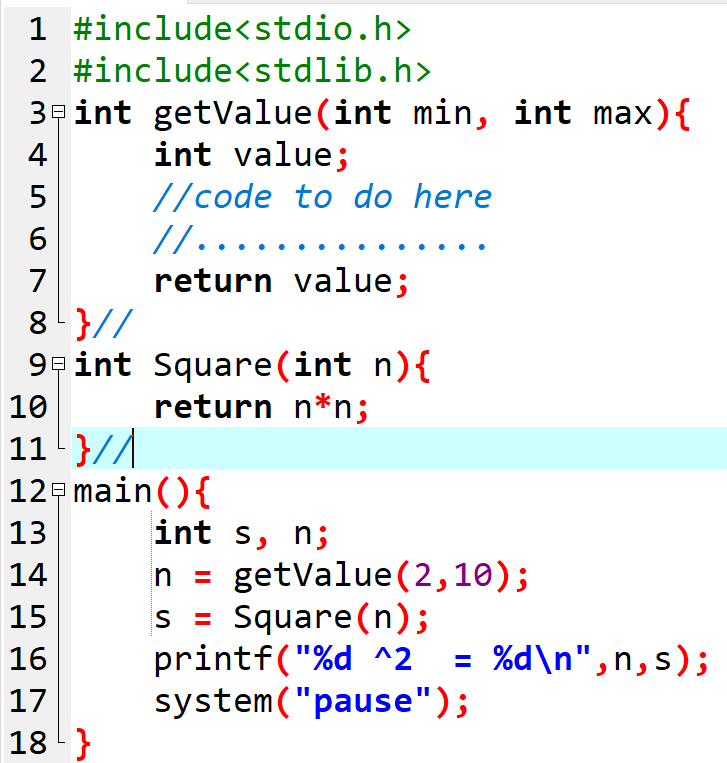 1 #include<stdio.h>
2 #include<stdlib.h>
3 int getValue(int min, int max){
4     int value;
5     //code to do here
6     //...............
7     return value;
8 }//
9 int Square(int n){
10     return n*n;
11 }//
12 main(){
13     int s, n;
14     n = getValue(2,10);
15     s = Square(n);
16     printf("%d ^2  = %d\n",n,s);
17     system("pause");
18 }